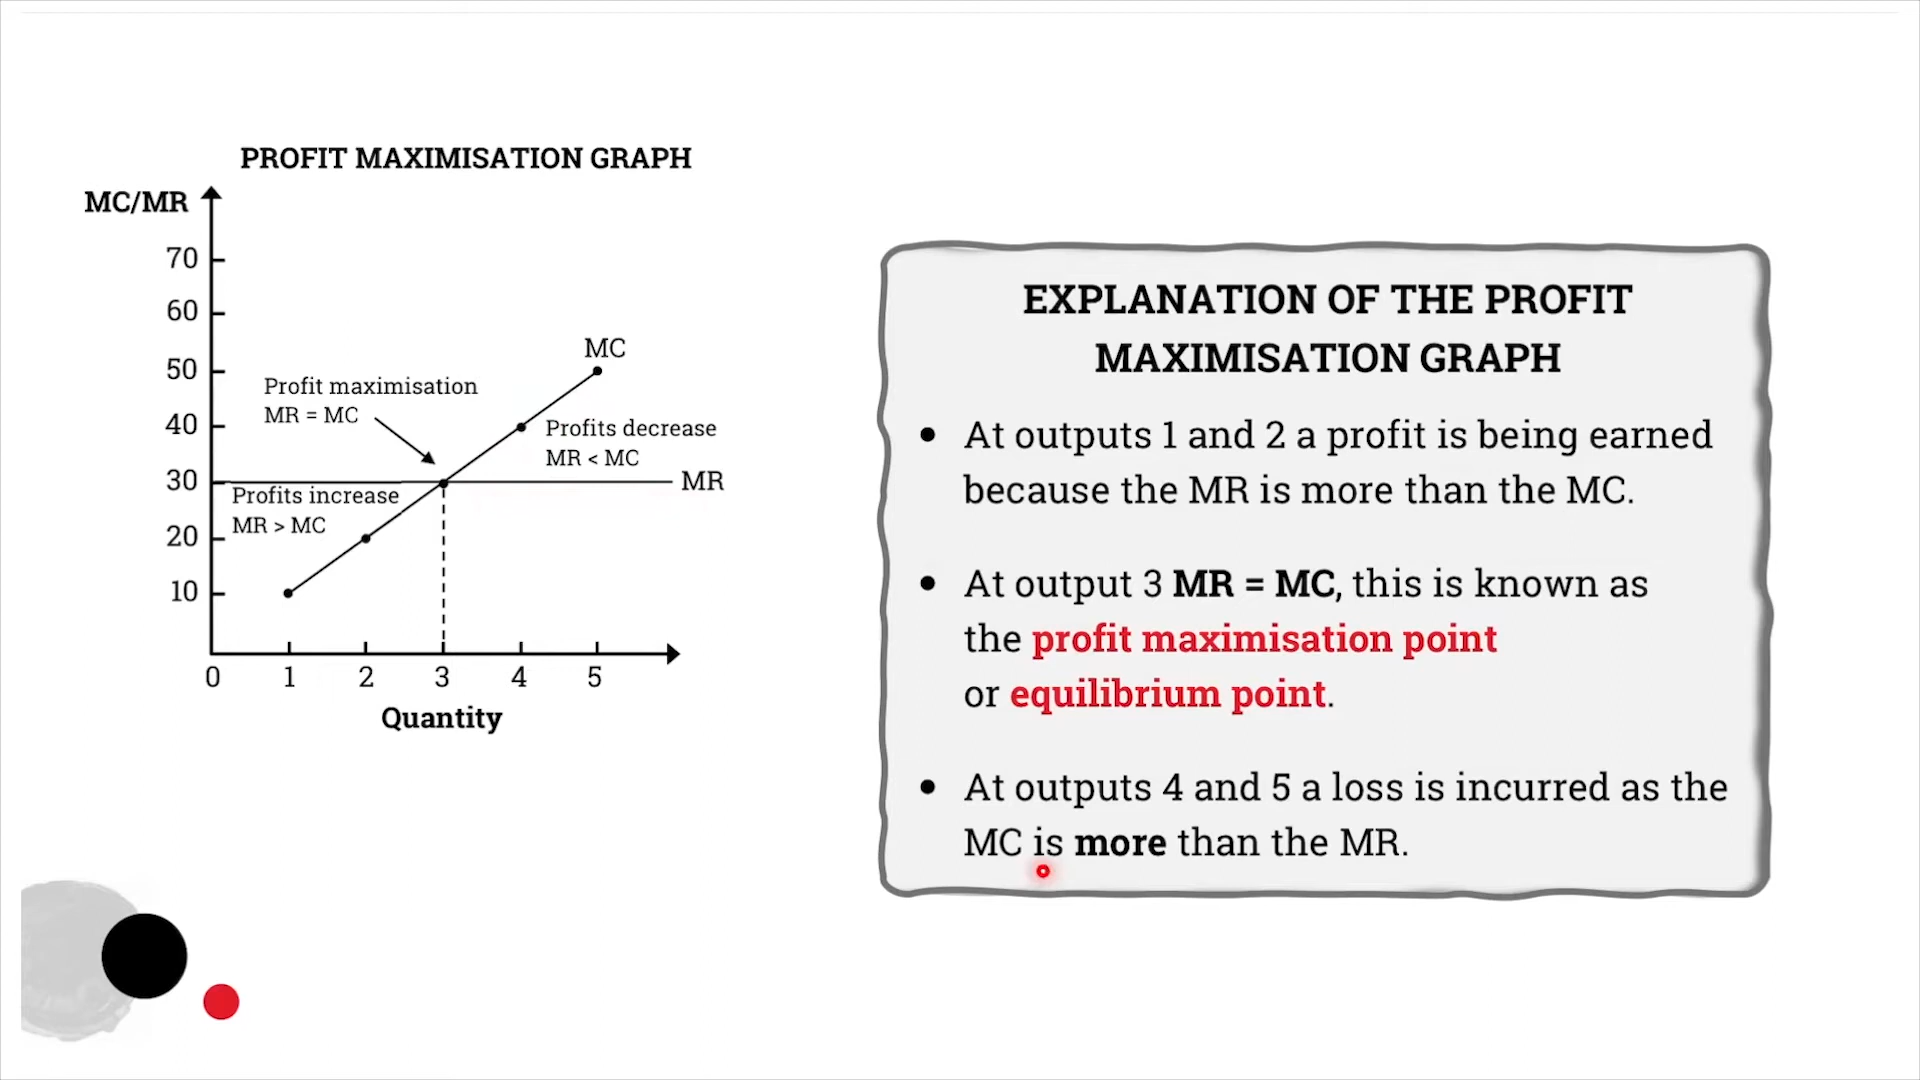 PROFIT MAXIMISATION GRAPH
MC/MR
70
60
50
40
30
20
10
MC
Profit maximisation
MR = MC
Profits decrease
MR < MC
MR
Profits increase
MR > MC
0 1 2 3 4 5
Quantity
EXPLANATION OF THE PROFIT
MAXIMISATION GRAPH
• At outputs 1 and 2 a profit is being earned
because the MR is more than the MC.
• At output 3 MR = MC, this is known as
the profit maximisation point
or equilibrium point.
• At outputs 4 and 5 a loss is incurred as the
MC is more than the MR.